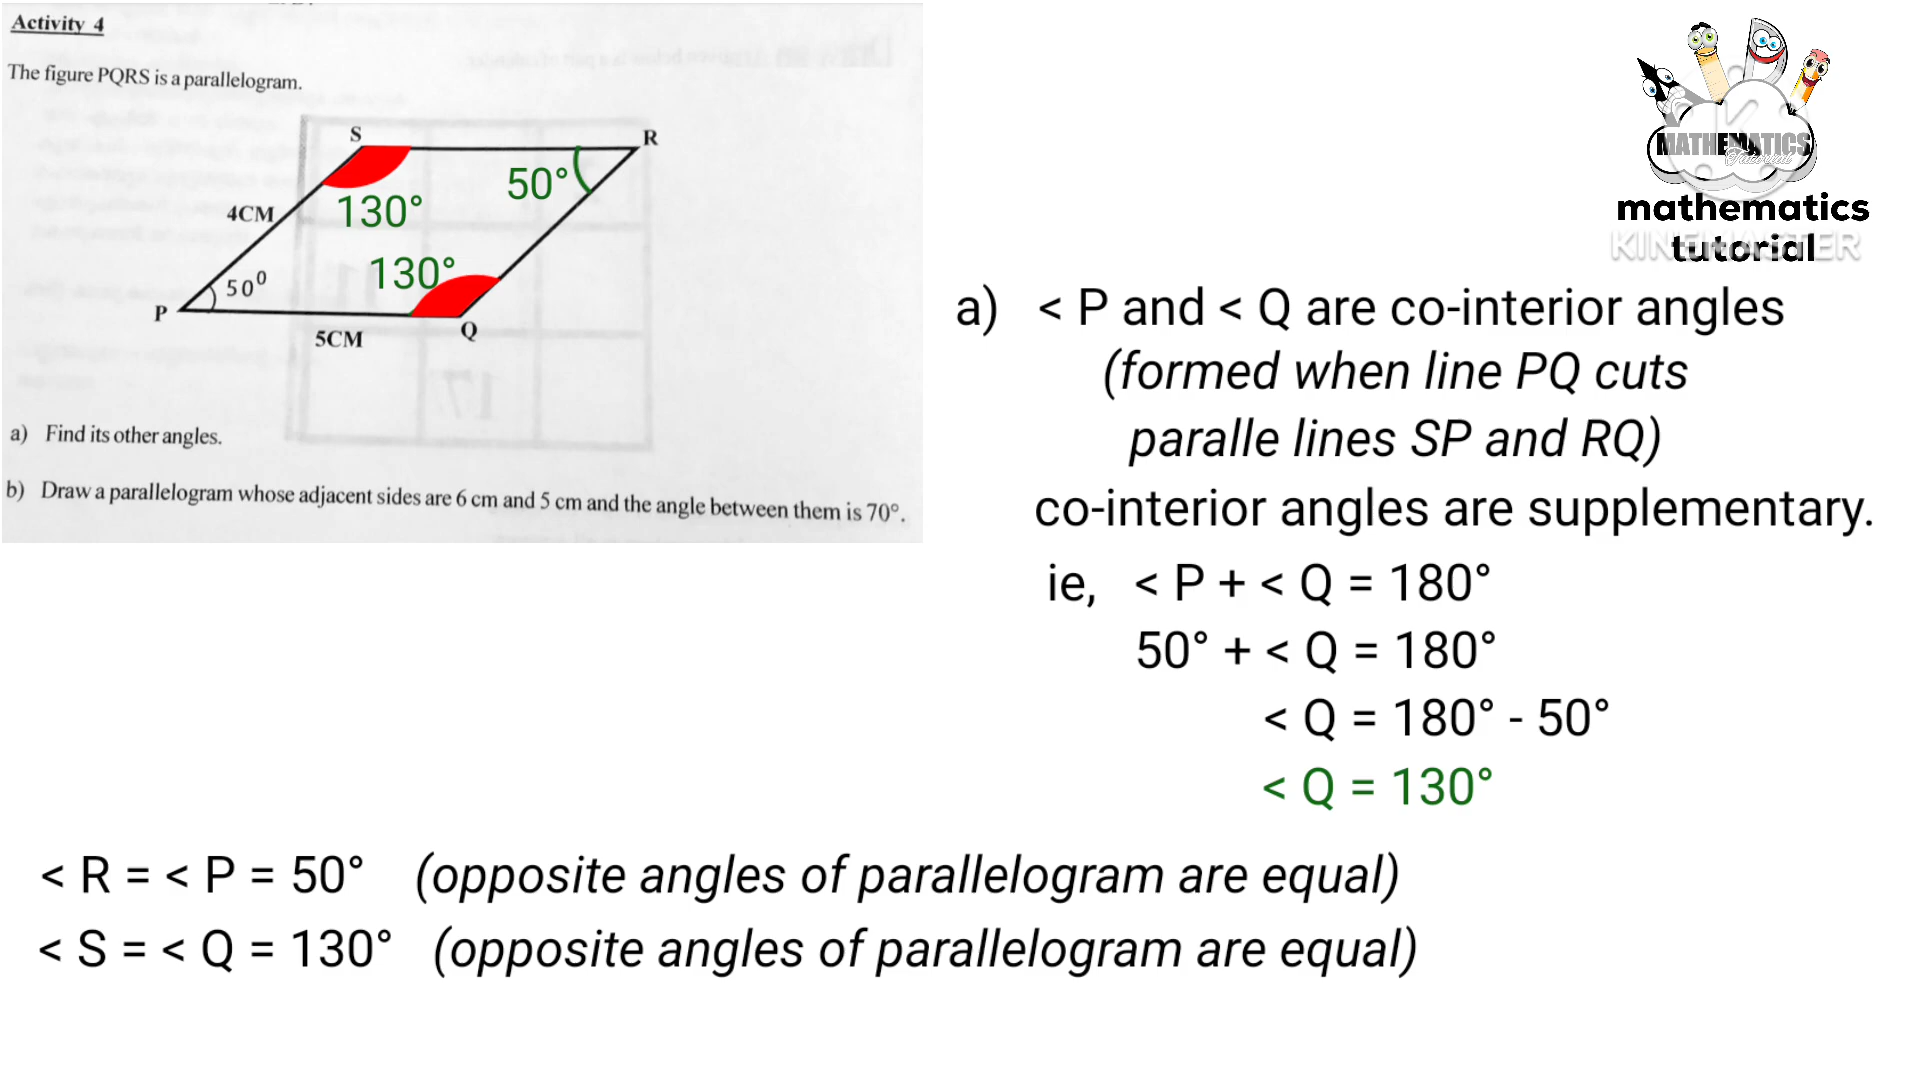 Activity 4
The figure PQRS is a parallelogram.
S
R
50°
4CM
130°
130°
50⁰
P
5CM
Q
a) Find its other angles.
b) Draw a parallelogram whose adjacent sides are 6 cm and 5 cm and the angle between them is 70°.
MATHEMATICS
Tutorial
mathematics
tutorial
KINEMASTER
a) < P and < Q are co-interior angles
(formed when line PQ cuts
paralle lines SP and RQ)
co-interior angles are supplementary.
ie, < P + < Q = 180°
50° + < Q = 180°
< Q = 180° - 50°
< Q = 130°
< R = < P = 50° (opposite angles of parallelogram are equal)
< S = < Q = 130° (opposite angles of parallelogram are equal)